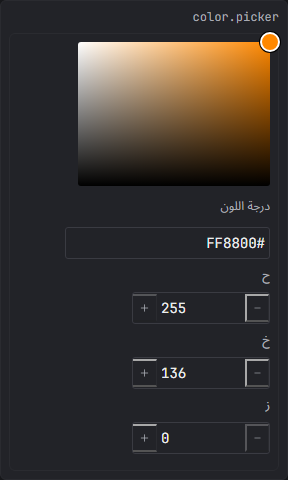 color.picker
درجة اللون
FF8800#
ح
+ 255 −
خ
+ 136 −
ز
+ 0 −